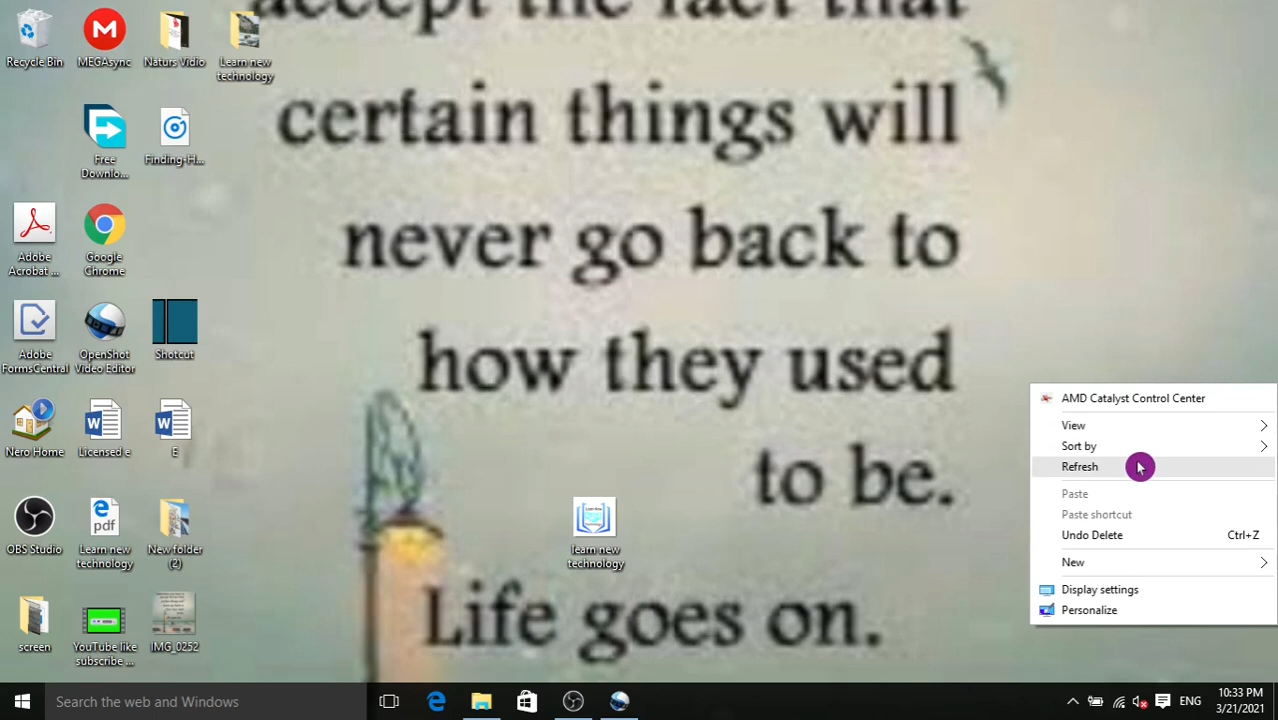 accept the fact that
certain things will
never go back to
how they used
to be.
Life goes on.
Recycle Bin
MEGAsync
Naturs Vidio
Learn new
technology
Free
Downlo...
Finding-H...
Adobe
Acrobat ...
Google
Chrome
Adobe
FormsCentral
OpenShot
Video Editor
Shotcut
Nero Home
Licensed e
E
OBS Studio
pdf
Learn new
technology
New folder
(2)
learn new
technology
screen
YouTube like
subscribe ...
IMG_0252
AMD Catalyst Control Center
View
Sort by
Refresh
Paste
Paste shortcut
Undo Delete Ctrl+Z
New
Display settings
Personalize
Search the web and Windows
ENG
10:33 PM
3/21/2021